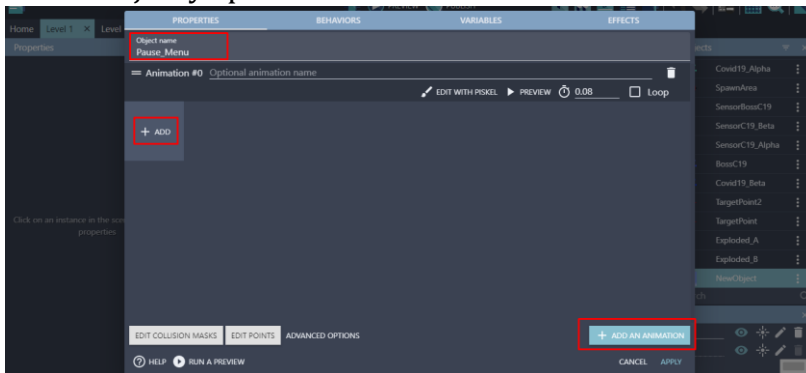 PREVIEW
PUBLISH
Home Level 1 × Level
Properties
PROPERTIES BEHAVIORS VARIABLES EFFECTS
Object name
Pause_Menu
Animation #0 Optional animation name
EDIT WITH PISKEL PREVIEW 0.08 Loop
+ ADD
Click on an instance in the
properties
Covid19_Alpha
SpawnArea
SensorBossC19
SensorC19_Beta
SensorC19_Alpha
BossC19
Covid19_Beta
TargetPoint2
TargetPoint
Exploded_A
Exploded_B
NewObject
EDIT COLLISION MASKS EDIT POINTS ADVANCED OPTIONS + ADD AN ANIMATION
? HELP RUN A PREVIEW CANCEL APPLY